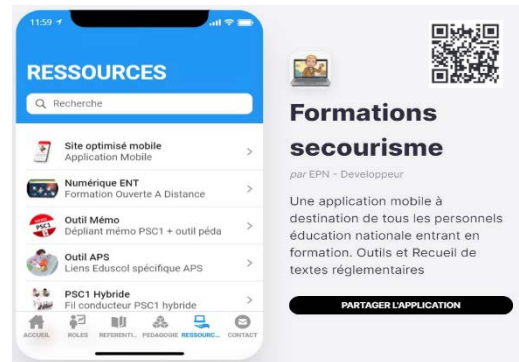 11:59
RESSOURCES
Recherche
Site optimisé mobile
Application Mobile
Numérique ENT
Formation Ouverte A Distance
Outil Mémo
Dépliant mémo PSC1 + outil péda
Outil APS
Liens Eduscol spécifique APS
PSC1 Hybride
Fil conducteur PSC1 hybride
ACCUEIL
ROLES
REFERENTI...
PEDAGOGIE
RESSOURC...
CONTACT
PSC1
Formations
secourisme
par EPN - Developpeur
Une application mobile à
destination de tous les personnels
éducation nationale entrant en
formation. Outils et Recueil de
textes réglementaires
PARTAGER L'APPLICATION